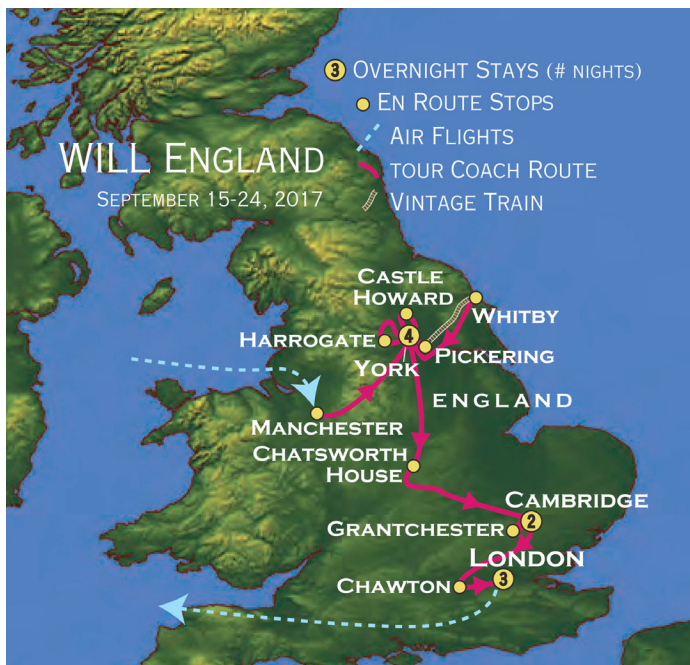 3 OVERNIGHT STAYS (# NIGHTS)
EN ROUTE STOPS
AIR FLIGHTS
WILL ENGLAND
TOUR COACH ROUTE
SEPTEMBER 15-24, 2017
VINTAGE TRAIN
CASTLE
HOWARD
WHITBY
HARROGATE
4
PICKERING
YORK
ENGLAND
MANCHESTER
CHATSWORTH
HOUSE
CAMBRIDGE
2
GRANTCHESTER
LONDON
CHAWTON
3